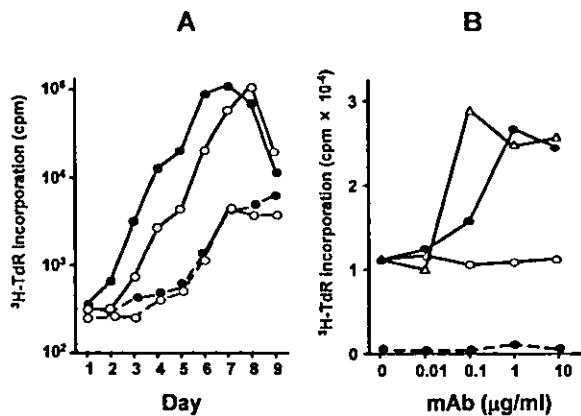 A
B
³H-TdR Incorporation (cpm)
10⁶
10⁴
10³
10²
1 2 3 4 5 6 7 8 9
Day
³H-TdR Incorporation (cpm × 10⁻⁴)
3
2
1
0
0 0.01 0.1 1 10
mAb (µg/ml)